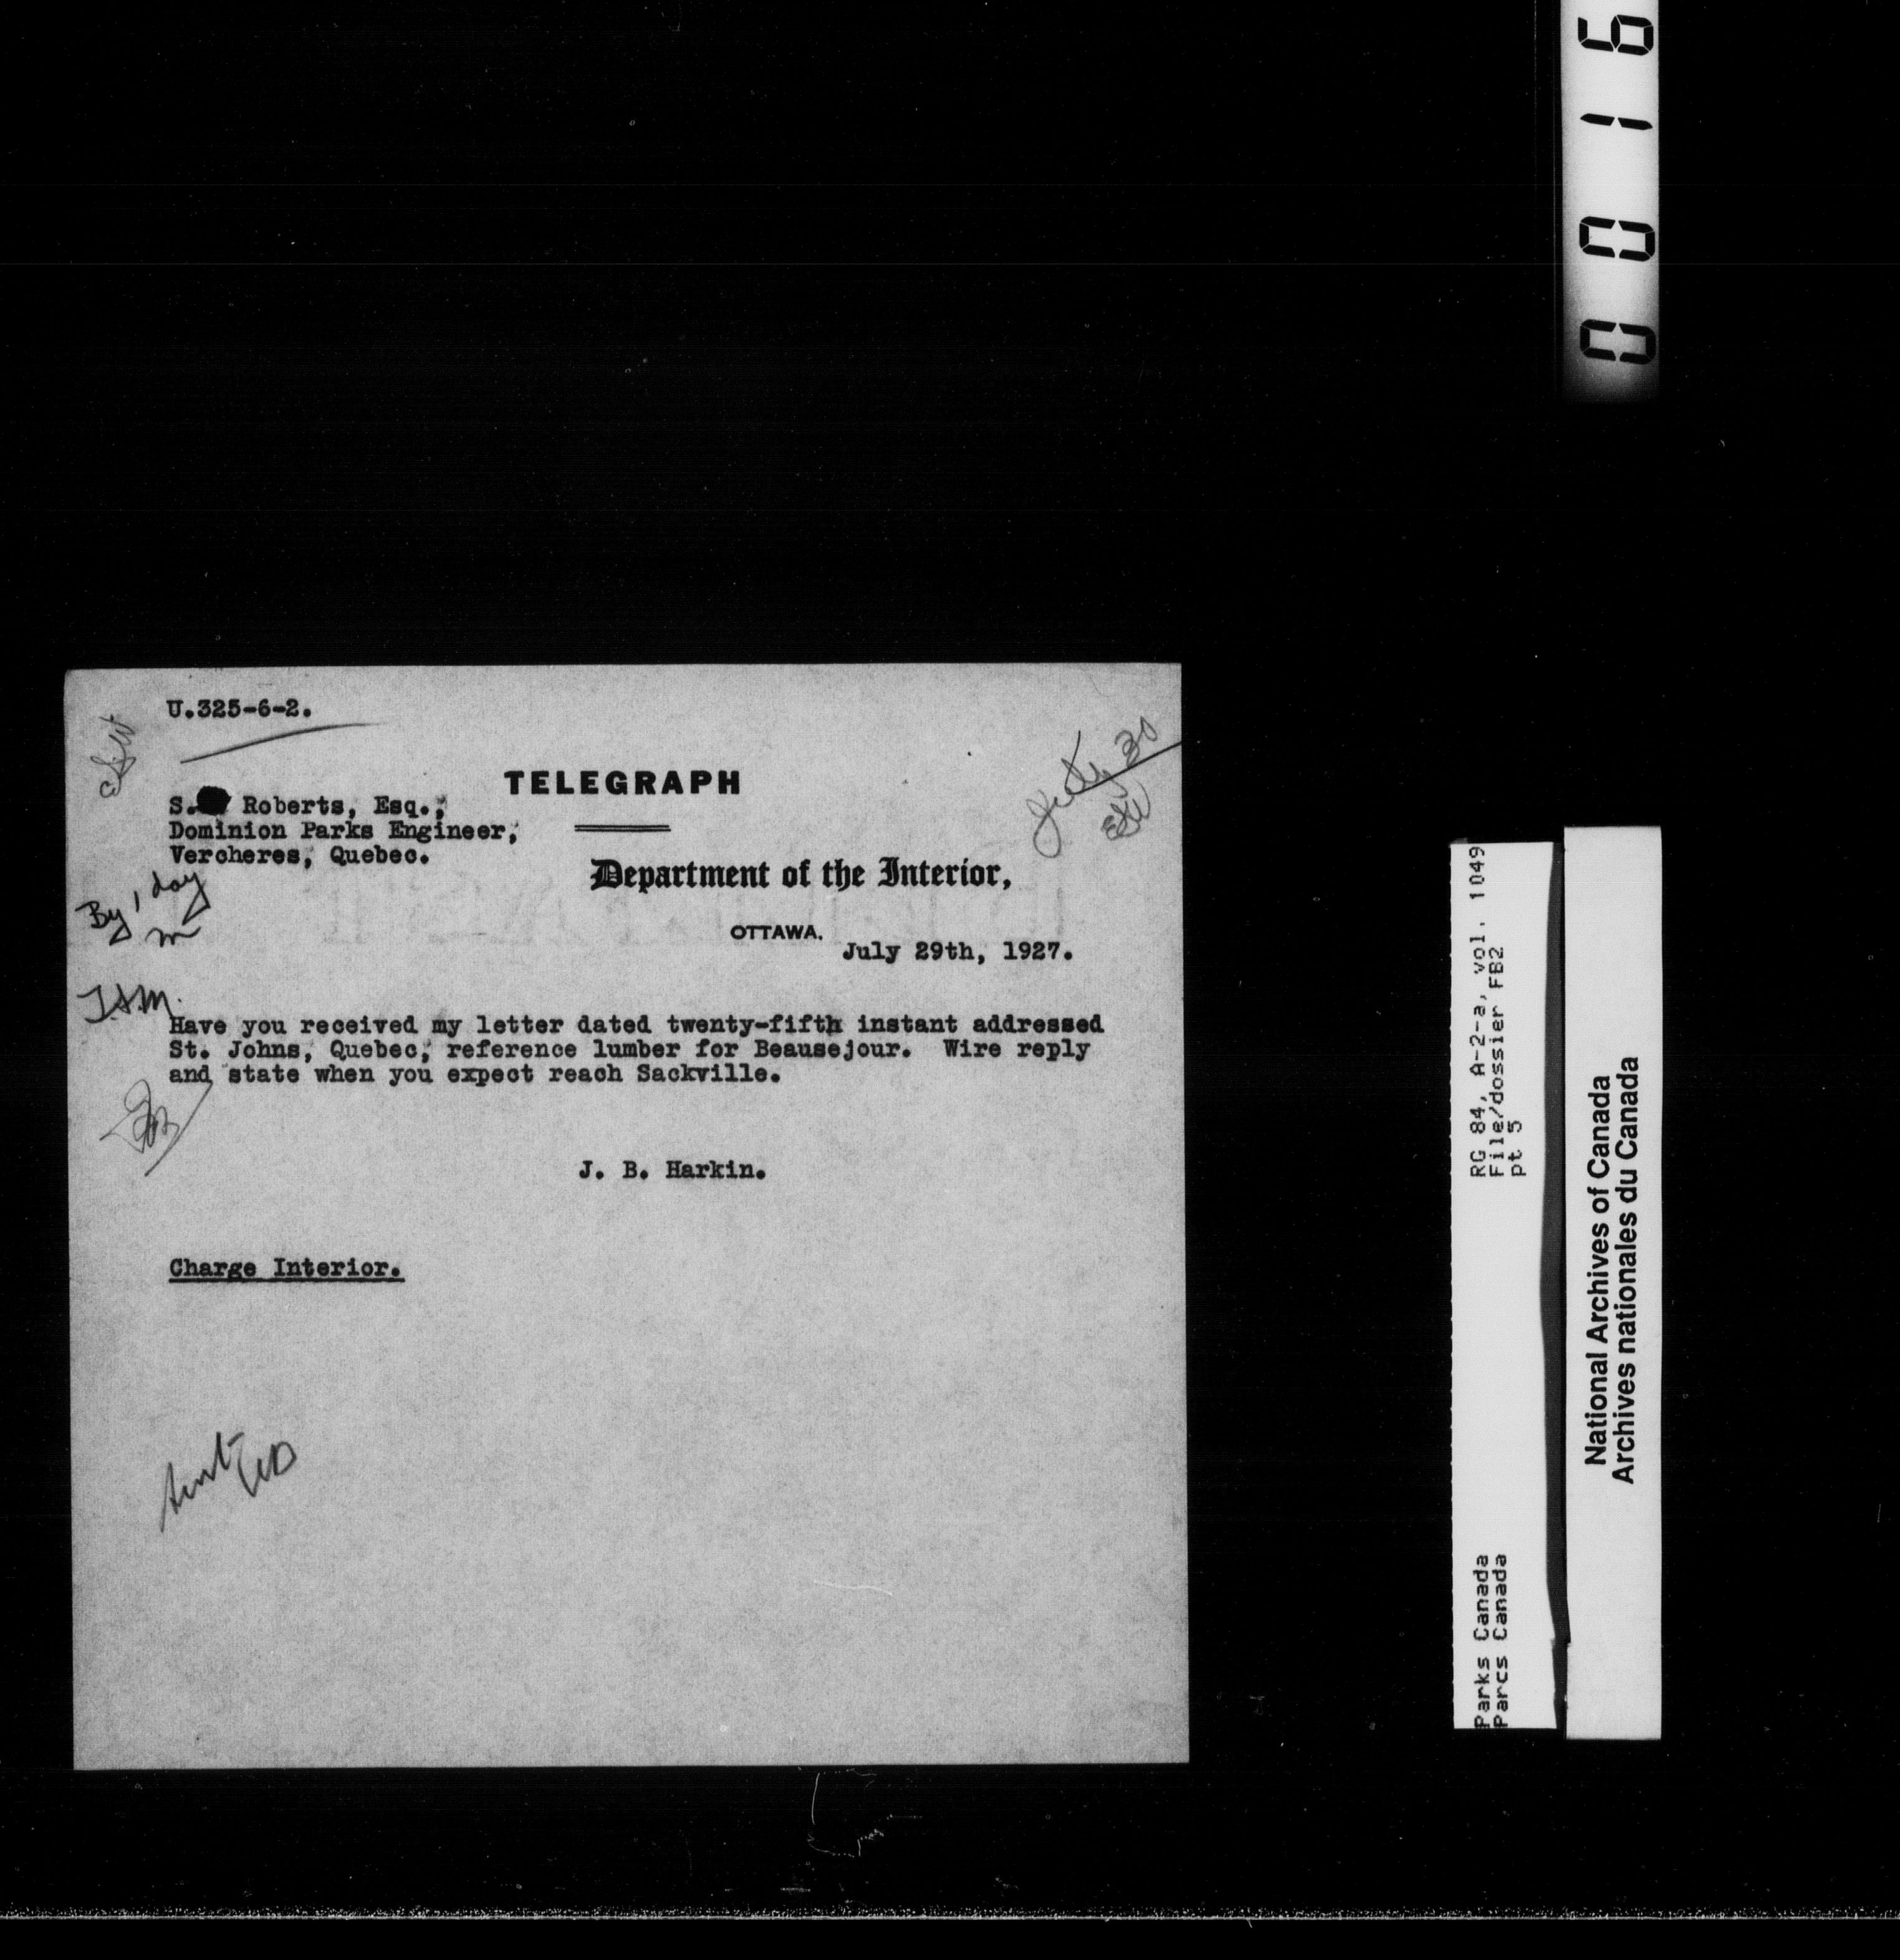 U.325-6-2.
TELEGRAPH
S. Roberts, Esq.,
Dominion Parks Engineer,
Vercheres, Quebec.
July 30
Department of the Interior,
By, day
OTTAWA.
July 29th, 1927.
Have you received my letter dated twenty-fifth instant addressed
St. Johns, Quebec, reference lumber for Beausejour. Wire reply
and state when you expect reach Sackville.
J. B. Harkin.
Charge Interior.
0016
RG 84, A-2-a, vol. 1049
File/dossier FB2
pt 5
Parks Canada
Parcs Canada
National Archives of Canada
Archives nationales du Canada